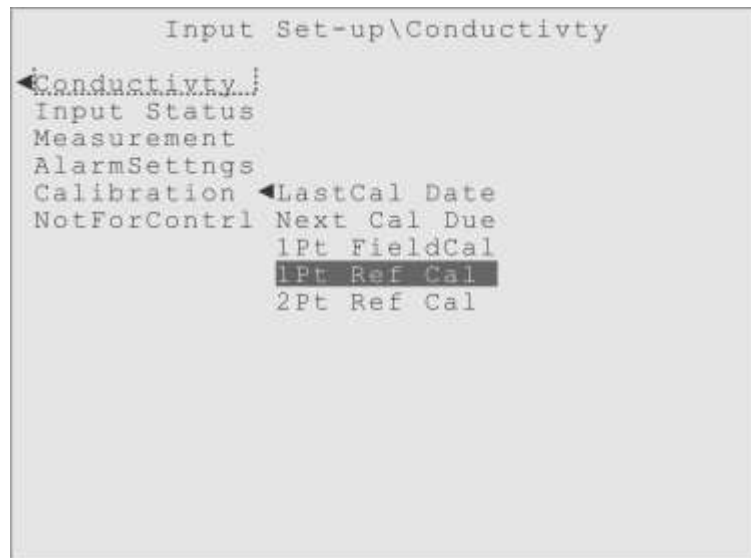 Input Set-up\Conductivty
Conductivty
Input Status
Measurement
AlarmSettngs
Calibration LastCal Date
NotForContrl Next Cal Due
1Pt FieldCal
1Pt Ref Cal
2Pt Ref Cal